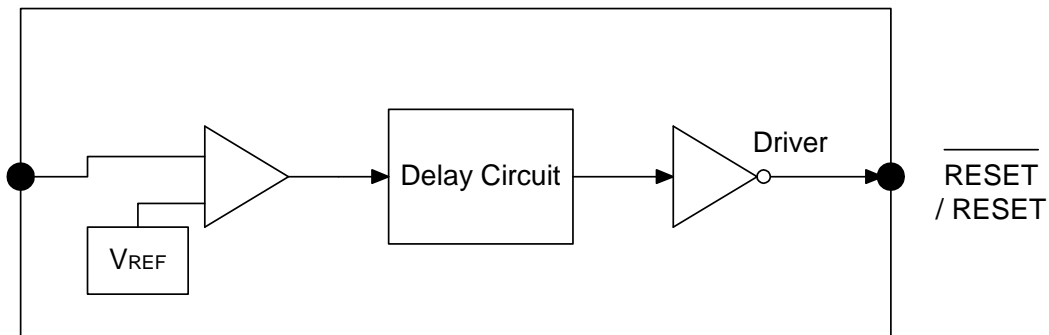 VREF
Delay Circuit
Driver
RESET
/ RESET